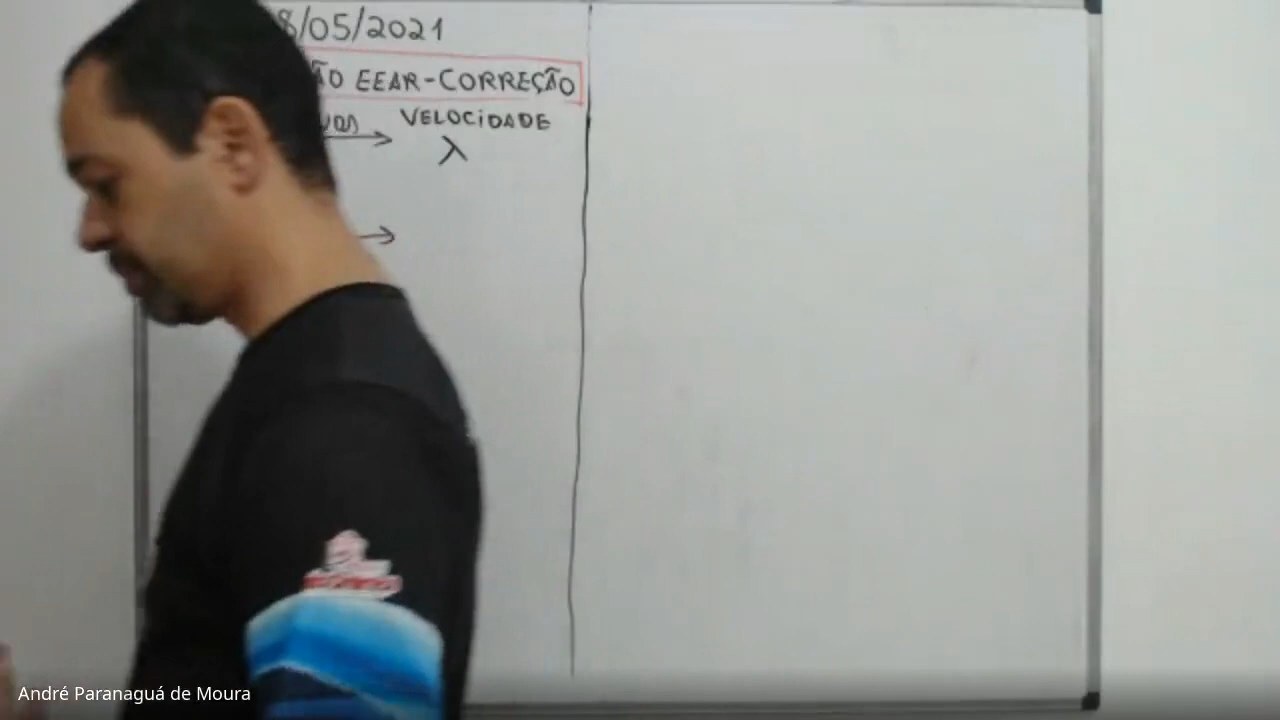 8/05/2021
ÃO EEAR-CORREÇÃO
VELOCIDADE
λ
André Paranaguá de Moura